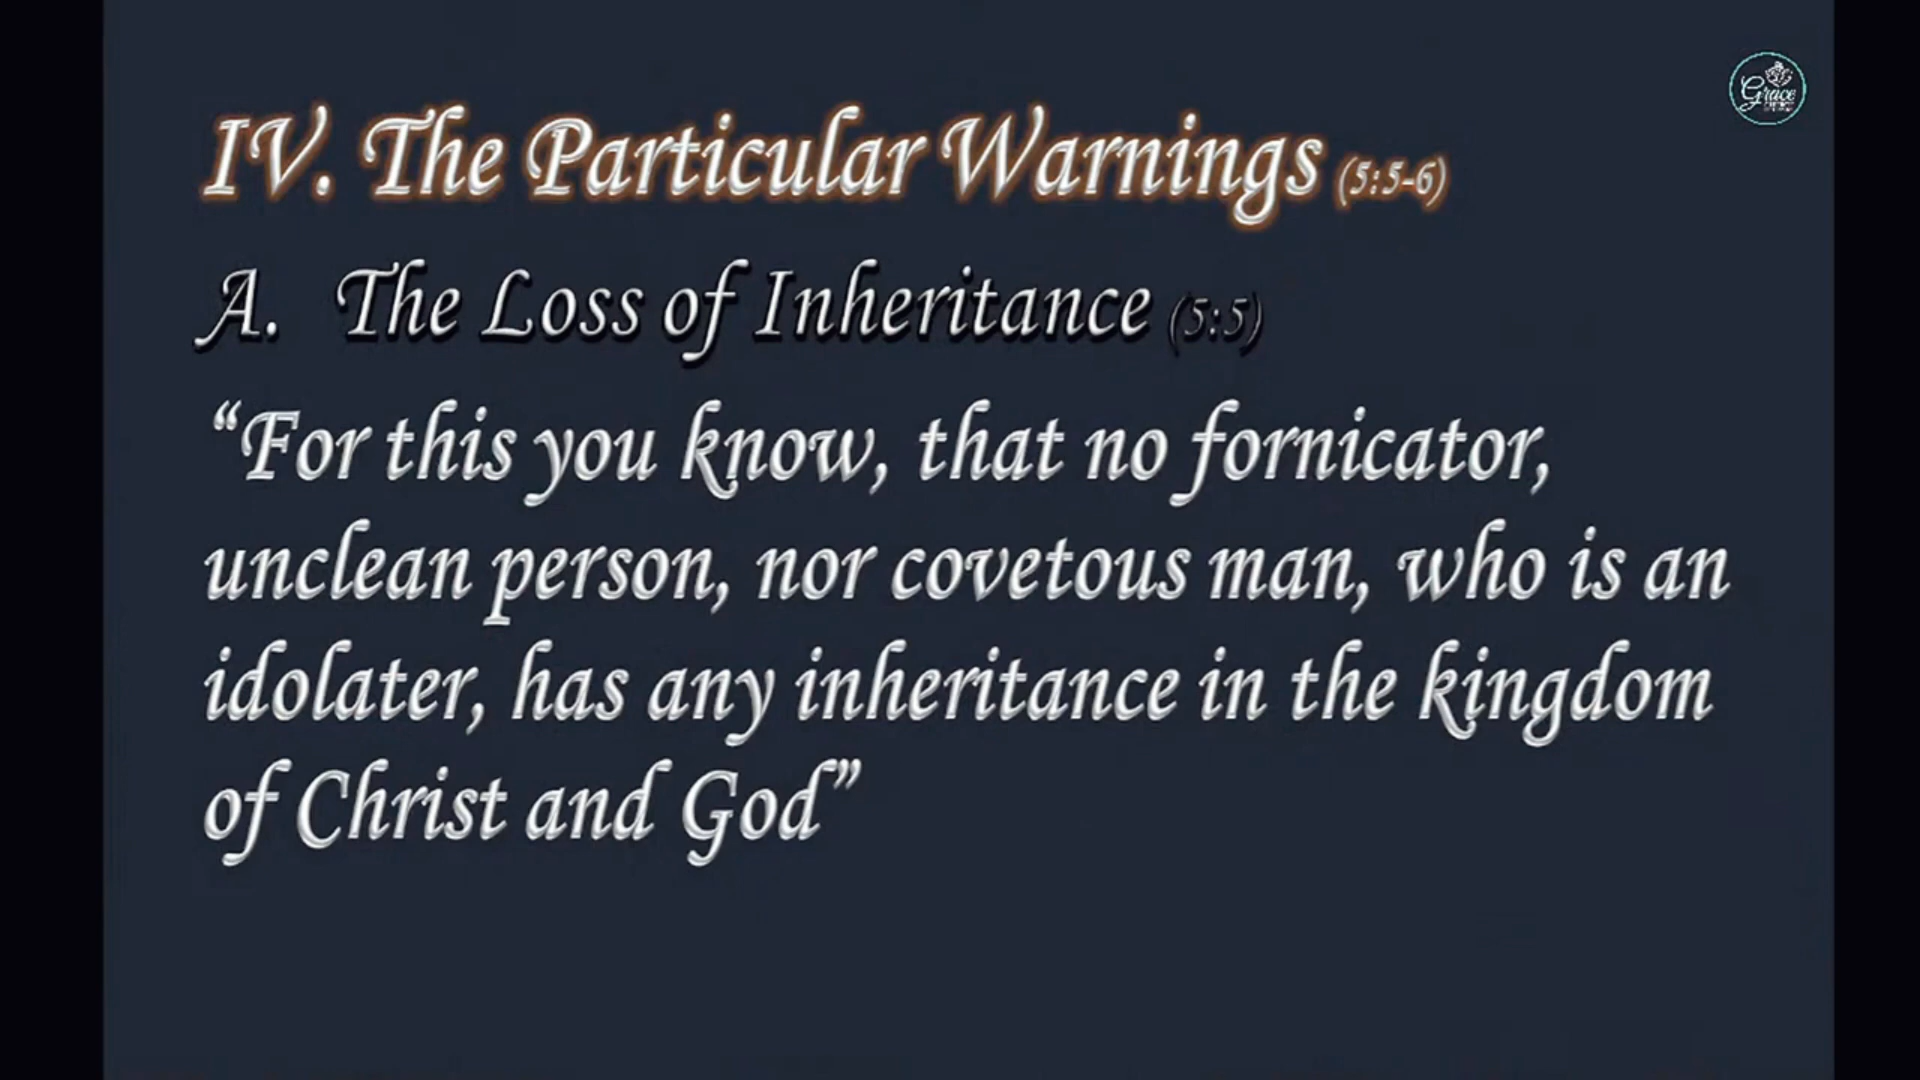 Grace
IV. The Particular Warnings (5:5-6)
A. The Loss of Inheritance (5:5)
“For this you know, that no fornicator,
unclean person, nor covetous man, who is an
idolater, has any inheritance in the kingdom
of Christ and God”